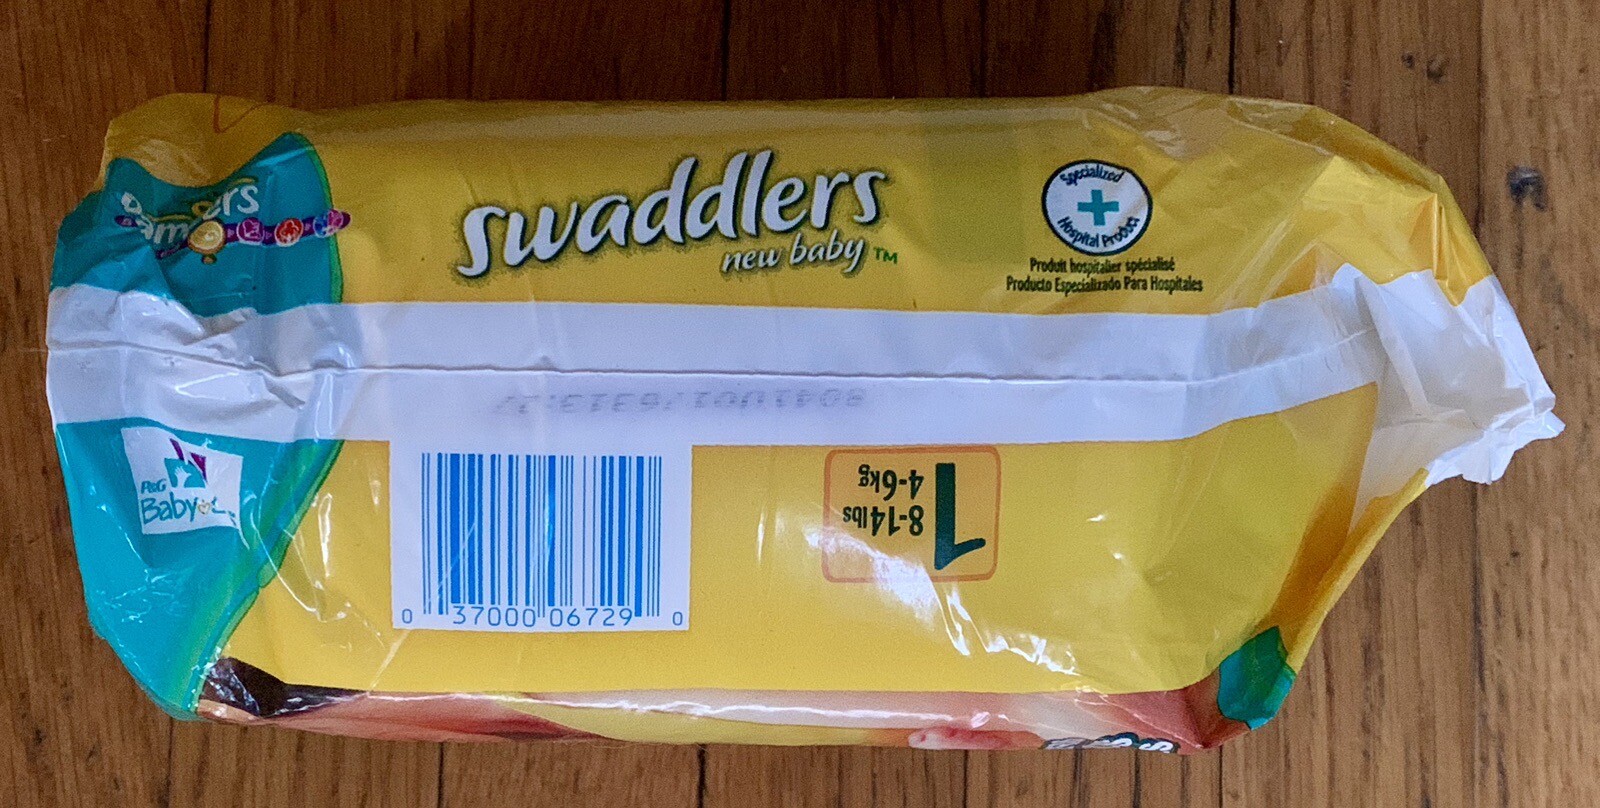 swaddlers
new baby™
Specialized
Hospital Product
Produit hospitalier spécialisé
Producto Especializado Para Hospitales
P&G
Baby
1
8-14 lbs
4-6 kg
0 37000 06729 0